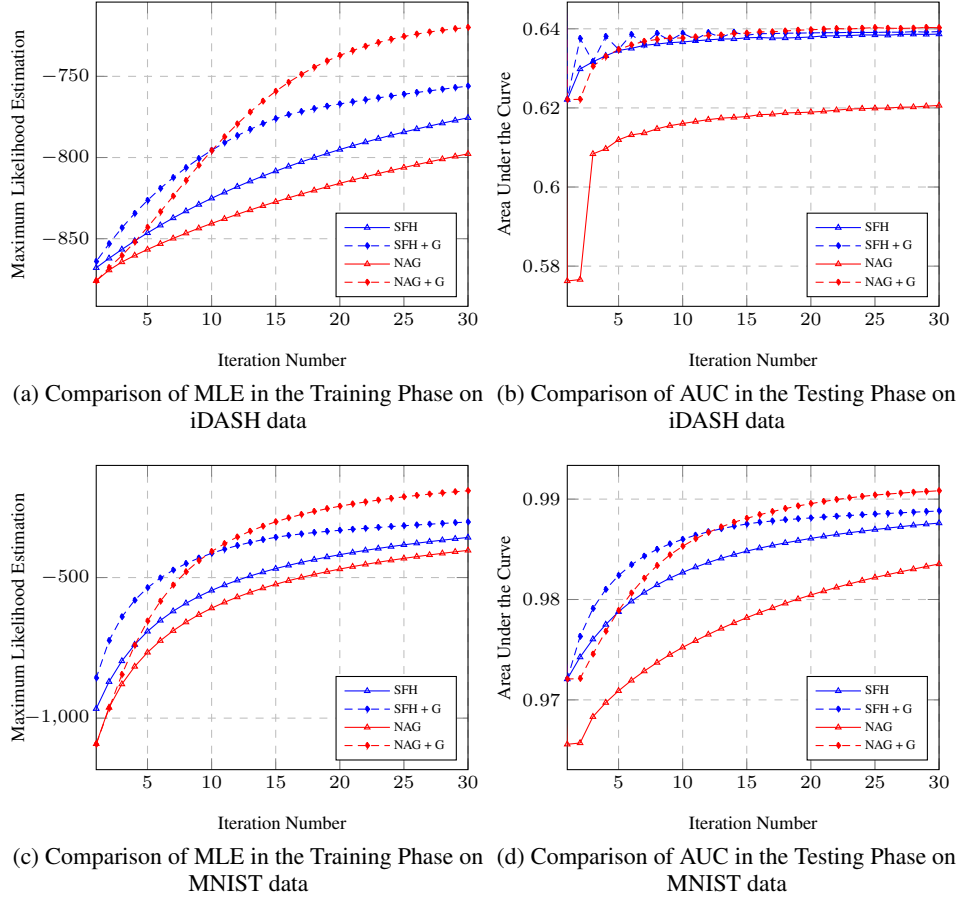 −750
−800
−850
5 10 15 20 25 30
Iteration Number
Maximum Likelihood Estimation
SFH
SFH + G
NAG
NAG + G
(a) Comparison of MLE in the Training Phase on
iDASH data
0.64
0.62
0.6
0.58
5 10 15 20 25 30
Iteration Number
Area Under the Curve
SFH
SFH + G
NAG
NAG + G
(b) Comparison of AUC in the Testing Phase on
iDASH data
−500
−1,000
5 10 15 20 25 30
Iteration Number
Maximum Likelihood Estimation
SFH
SFH + G
NAG
NAG + G
(c) Comparison of MLE in the Training Phase on
MNIST data
0.99
0.98
0.97
5 10 15 20 25 30
Iteration Number
Area Under the Curve
SFH
SFH + G
NAG
NAG + G
(d) Comparison of AUC in the Testing Phase on
MNIST data